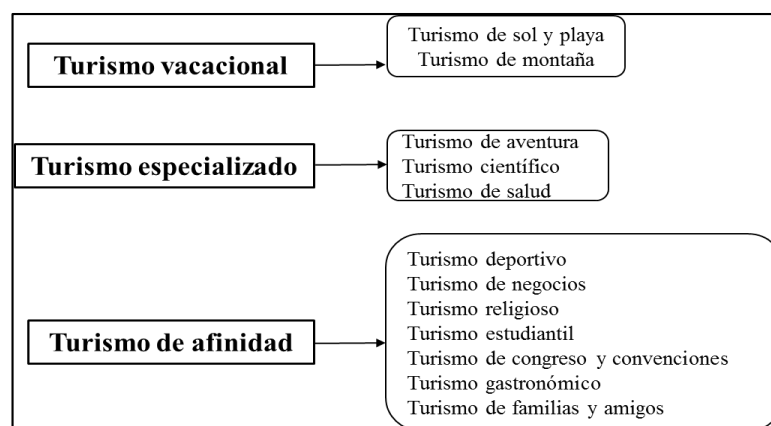 Turismo vacacional
Turismo de sol y playa
Turismo de montaña
Turismo especializado
Turismo de aventura
Turismo científico
Turismo de salud
Turismo de afinidad
Turismo deportivo
Turismo de negocios
Turismo religioso
Turismo estudiantil
Turismo de congreso y convenciones
Turismo gastronómico
Turismo de familias y amigos